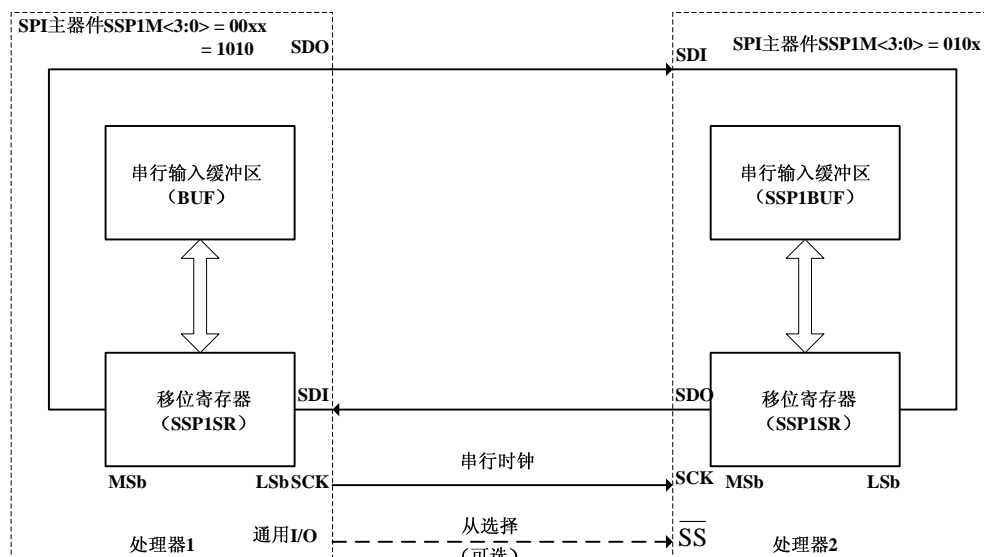 SPI主器件SSP1M<3:0> = 00xx
= 1010
SDO
SDI
SPI主器件SSP1M<3:0> = 010x
串行输入缓冲区
(BUF)
串行输入缓冲区
(SSP1BUF)
移位寄存器
(SSP1SR)
SDI
SDO
移位寄存器
(SSP1SR)
MSb
LSb
SCK
串行时钟
SCK
MSb
LSb
处理器1
通用I/O
从选择
(可选)
SS
处理器2